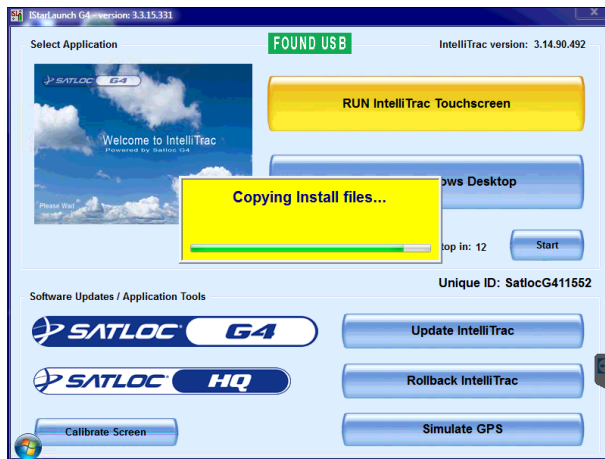 IStarLaunch G4 - version: 3.3.15.331
Select Application
FOUND USB
IntelliTrac version: 3.14.90.492
SATLOC G4
Welcome to IntelliTrac
Powered by Satloc G4
Please Wait
RUN IntelliTrac Touchscreen
Desktop
Copying Install files...
in: 12
Start
Unique ID: SatlocG411552
Software Updates / Application Tools
SATLOC G4
Update IntelliTrac
SATLOC HQ
Rollback IntelliTrac
Calibrate Screen
Simulate GPS